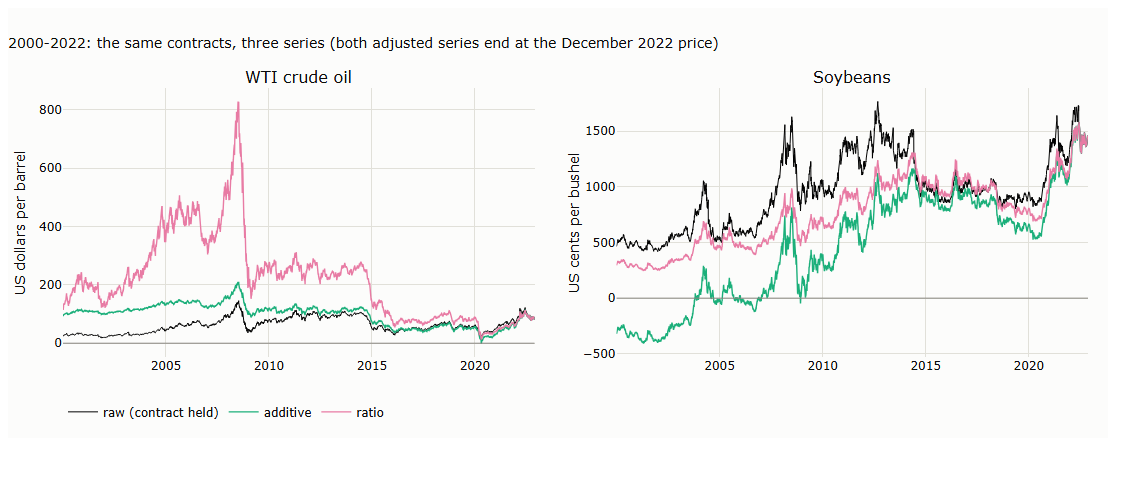 2000-2022: the same contracts, three series (both adjusted series end at the December 2022 price)
WTI crude oil
US dollars per barrel
800
600
400
200
0
2005 2010 2015 2020
Soybeans
US cents per bushel
1500
1000
500
0
−500
2005 2010 2015 2020
raw (contract held) additive ratio